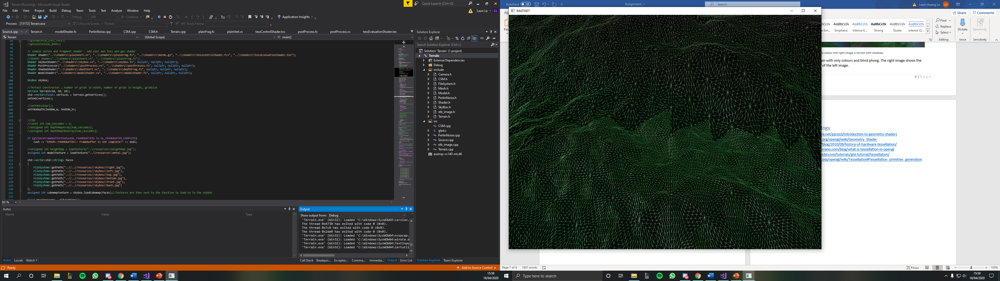 Terrain (Running) - Microsoft Visual Studio
Quick Launch (Ctrl+Q)
File Edit View Project Build Debug Team Tools Test Analyze Window Help
Leon Le LL
Debug x86 Continue Application Insights
Process: [15172] Terrain.exe Lifecycle Events Thread: Stack Frame:
Source.cpp Terrain.h modelShader.fs PerlinNoise.cpp CSM.cpp CSM.h Terrain.cpp plainFrag.fs plainVert.vs tessControlShader.tcs postProcess.fs postProcess.vs tessEvaluationShader.tes
Terrain (Global Scope) main()
89 //glEnable(GL_CULL_FACE);
90 //glCullFace(GL_BACK);
91
92 // simple vertex and fragment shader - add your own tess and geo shader
93 Shader shader("..\\shaders\\plainVert.vs", "..\\shaders\\plainFrag.fs", "..\\shaders\\Norms.gs", "..\\shaders\\tessControlShader.tcs", "..\\shaders\\tessEvaluationShader.tes");
94 //Shader shader("..\\shaders\\plainVert.vs", "..\\shaders\\plainFrag.fs");
95 Shader skyboxShader("..\\shaders\\skybox.vs", "..\\shaders\\skybox.fs", nullptr, nullptr, nullptr);
96 Shader PostProcessor("..\\shaders\\postProcess.vs", "..\\shaders\\postProcess.fs", nullptr, nullptr, nullptr);
97 Shader ShadowShader("..\\shaders\\depthVert.vs", "..\\shaders\\depthFrag.fs", nullptr, nullptr, nullptr);
98 Shader modelShader("..\\shaders\\modelShader.vs", "..\\shaders\\modelShader.fs", nullptr, nullptr, nullptr);
99
100 SkyBox skybox;
101
102 //Terrain Constructor ; number of grids in width, number of grids in height, gridSize
103 Terrain terrain(50, 50, 10);
104 std::vector<float> vertices = terrain.getVertices();
105 setVAO(vertices);
106
107 //setFBOcolour();
108 setFBOdepth(SHADOW_W, SHADOW_H);
109
110
111 //CSM
112 //const int num_cascades = 3;
113 //unsigned int depthMapArray[num_cascades];
114 //unsigned int depthMapFBOArray[num_cascades];
115
116 if (glCheckFramebufferStatus(GL_FRAMEBUFFER) != GL_FRAMEBUFFER_COMPLETE)
117 cout << "ERROR::FRAMEBUFFER:: Framebuffer is not complete!" << endl;
118
119 //unsigned int heightMap = loadTexture("..\\resources\\heightMap.jpg");
120 unsigned int modelTexture = loadTexture("..\\resources\\metal.jpg");
121
122 std::vector<std::string> faces
123 {
124 FileSystem::getPath("..//..//resources//skybox//right.jpg"),
125 FileSystem::getPath("..//..//resources//skybox//left.jpg"),
126 FileSystem::getPath("..//..//resources//skybox//top.jpg"),
127 FileSystem::getPath("..//..//resources//skybox//bottom.jpg"),
128 FileSystem::getPath("..//..//resources//skybox//front.jpg"),
129 FileSystem::getPath("..//..//resources//skybox//back.jpg")
130 };
131 unsigned int cubemapTexture = skybox.loadCubemap(faces);//textures are then sent to the function to load on to the skybox
132
82 %
Solution Explorer
Search Solution Explorer (Ctrl+;)
Solution 'Terrain' (1 project)
Terrain
External Dependencies
Debug
include
Camera.h
CSM.h
FileSystem.h
Mesh.h
Model.h
PerlinNoise.h
Shader.h
SkyBox.h
stb_image.h
Terrain.h
src
CSM.cpp
glad.c
PerlinNoise.cpp
Source.cpp
stb_image.cpp
Terrain.cpp
assimp-vc140-mt.dll
Solution Explorer Team Explorer
Autos
Name Value Type
Autos Locals Watch 1
Output
Show output from: Debug
'Terrain.exe' (Win32): Loaded 'C:\Windows\SysWOW64\version.
The thread 0x4730 has exited with code 0 (0x0).
The thread 0x7c8 has exited with code 0 (0x0).
The thread 0x2de0 has exited with code 0 (0x0).
'Terrain.exe' (Win32): Loaded 'C:\Windows\SysWOW64\nvspcap.
'Terrain.exe' (Win32): Loaded 'C:\Windows\SysWOW64\winsta.d
'Terrain.exe' (Win32): Loaded 'C:\Windows\SysWOW64\TextInpu
'Terrain.exe' (Win32): Loaded 'C:\Windows\SysWOW64\iertutil
Call Stack Breakpoi... Exceptio... Comma... Immedia... Output Error List
Ready
Add to Source Control
15:59
18/04/2020
AutoSave Off Assignment Search Leon Hoang Le LH
IMAT3907
Share Comments
Emphasis Intense E... Strong Quote Intense Q...
Find
Replace
Select
Dictate
Sensitivity
Editing Voice Sensitivity
ly colour and right image is terrain with shadows.
ain with only colours and blind phong. The right image shows the
of the left image.
6 | Page
logy
re.net/pjcozzi/introduction-to-geometry-shaders
.org/opengl/wiki/Geometry_Shader
/blog/2010/09/history-of-hardware-tessellation/
errano.com/blog/what-is-tessellation-in-opengl
e3d.com/tutorials/glsl-tutorial/tessellation/
.org/opengl/wiki/Tessellation#Tessellation_primitive_generation
Page 7 of 8 1807 words
Focus
100%
Type here to search
15:59
18/04/2020